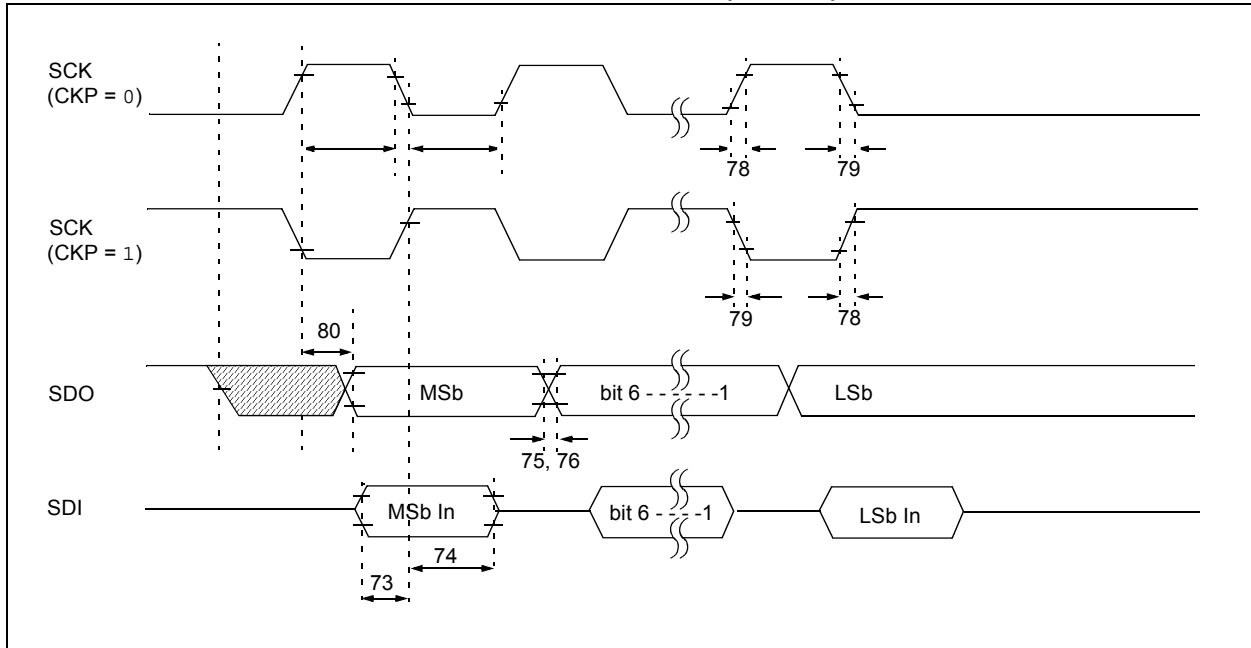 SCK
(CKP = 0)
78
79
SCK
(CKP = 1)
79
78
80
SDO
MSb
bit 6 - - - - - -1
LSb
75, 76
SDI
MSb In
bit 6 - - - - -1
LSb In
74
73